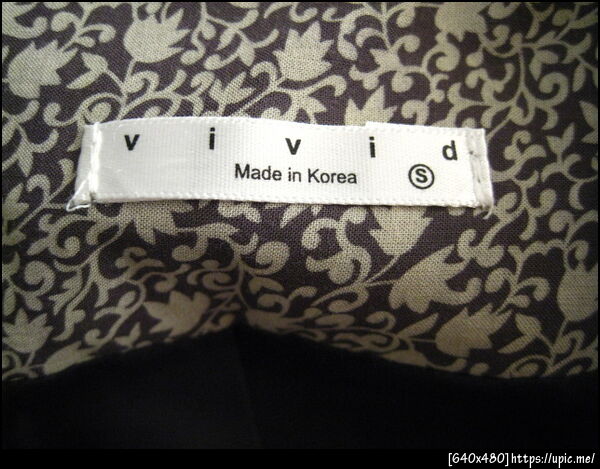 v i v i d
Made in Korea Ⓢ
[640x480]https://upic.me/